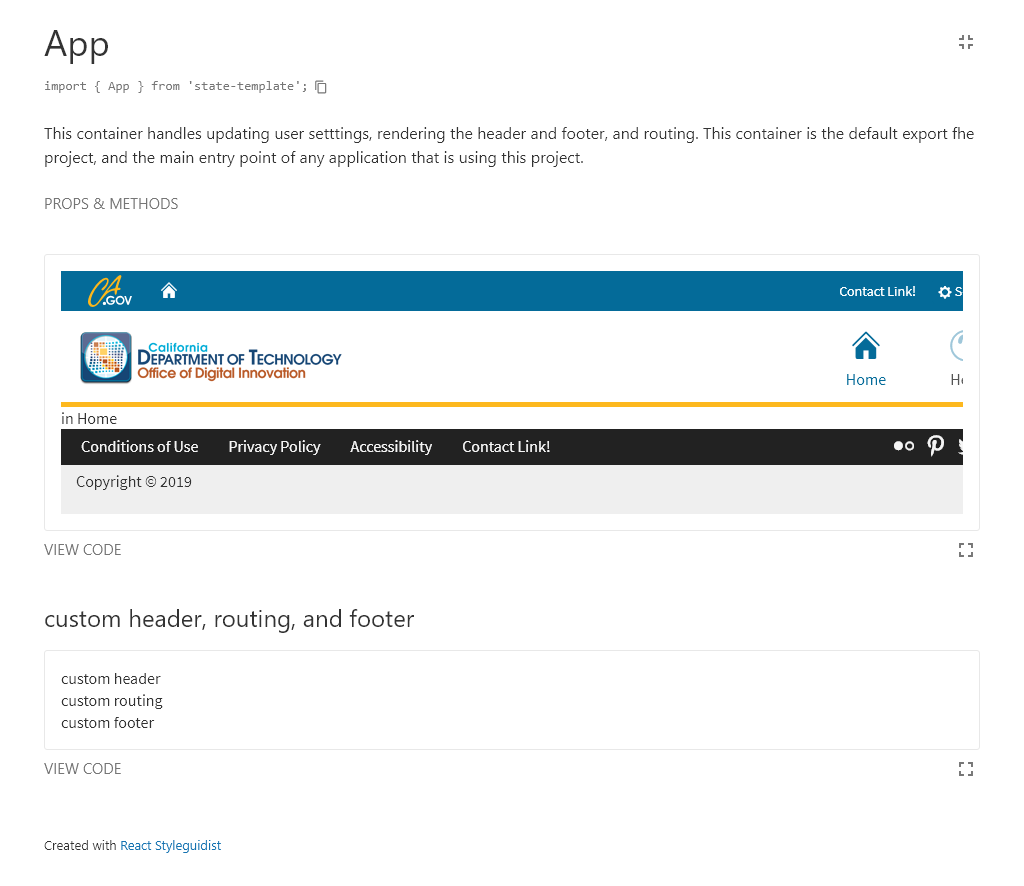 App
import { App } from 'state-template';
This container handles updating user setttings, rendering the header and footer, and routing. This container is the default export fhe
project, and the main entry point of any application that is using this project.
PROPS & METHODS
CA.GOV
Contact Link!
California
DEPARTMENT OF TECHNOLOGY
Office of Digital Innovation
Home
in Home
Conditions of Use Privacy Policy Accessibility Contact Link!
Copyright © 2019
VIEW CODE
custom header, routing, and footer
custom header
custom routing
custom footer
VIEW CODE
Created with React Styleguidist